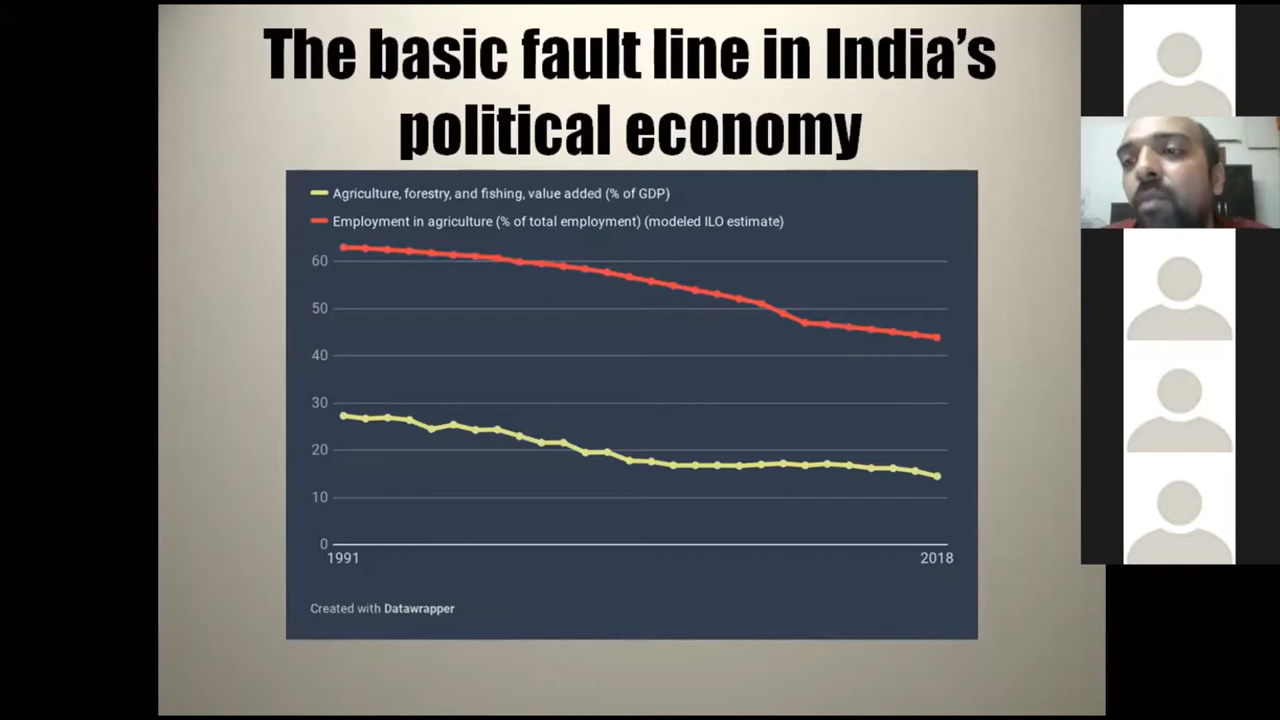 The basic fault line in India’s
political economy
Agriculture, forestry, and fishing, value added (% of GDP)
Employment in agriculture (% of total employment) (modeled ILO estimate)
60
50
40
30
20
10
0
1991 2018
Created with Datawrapper